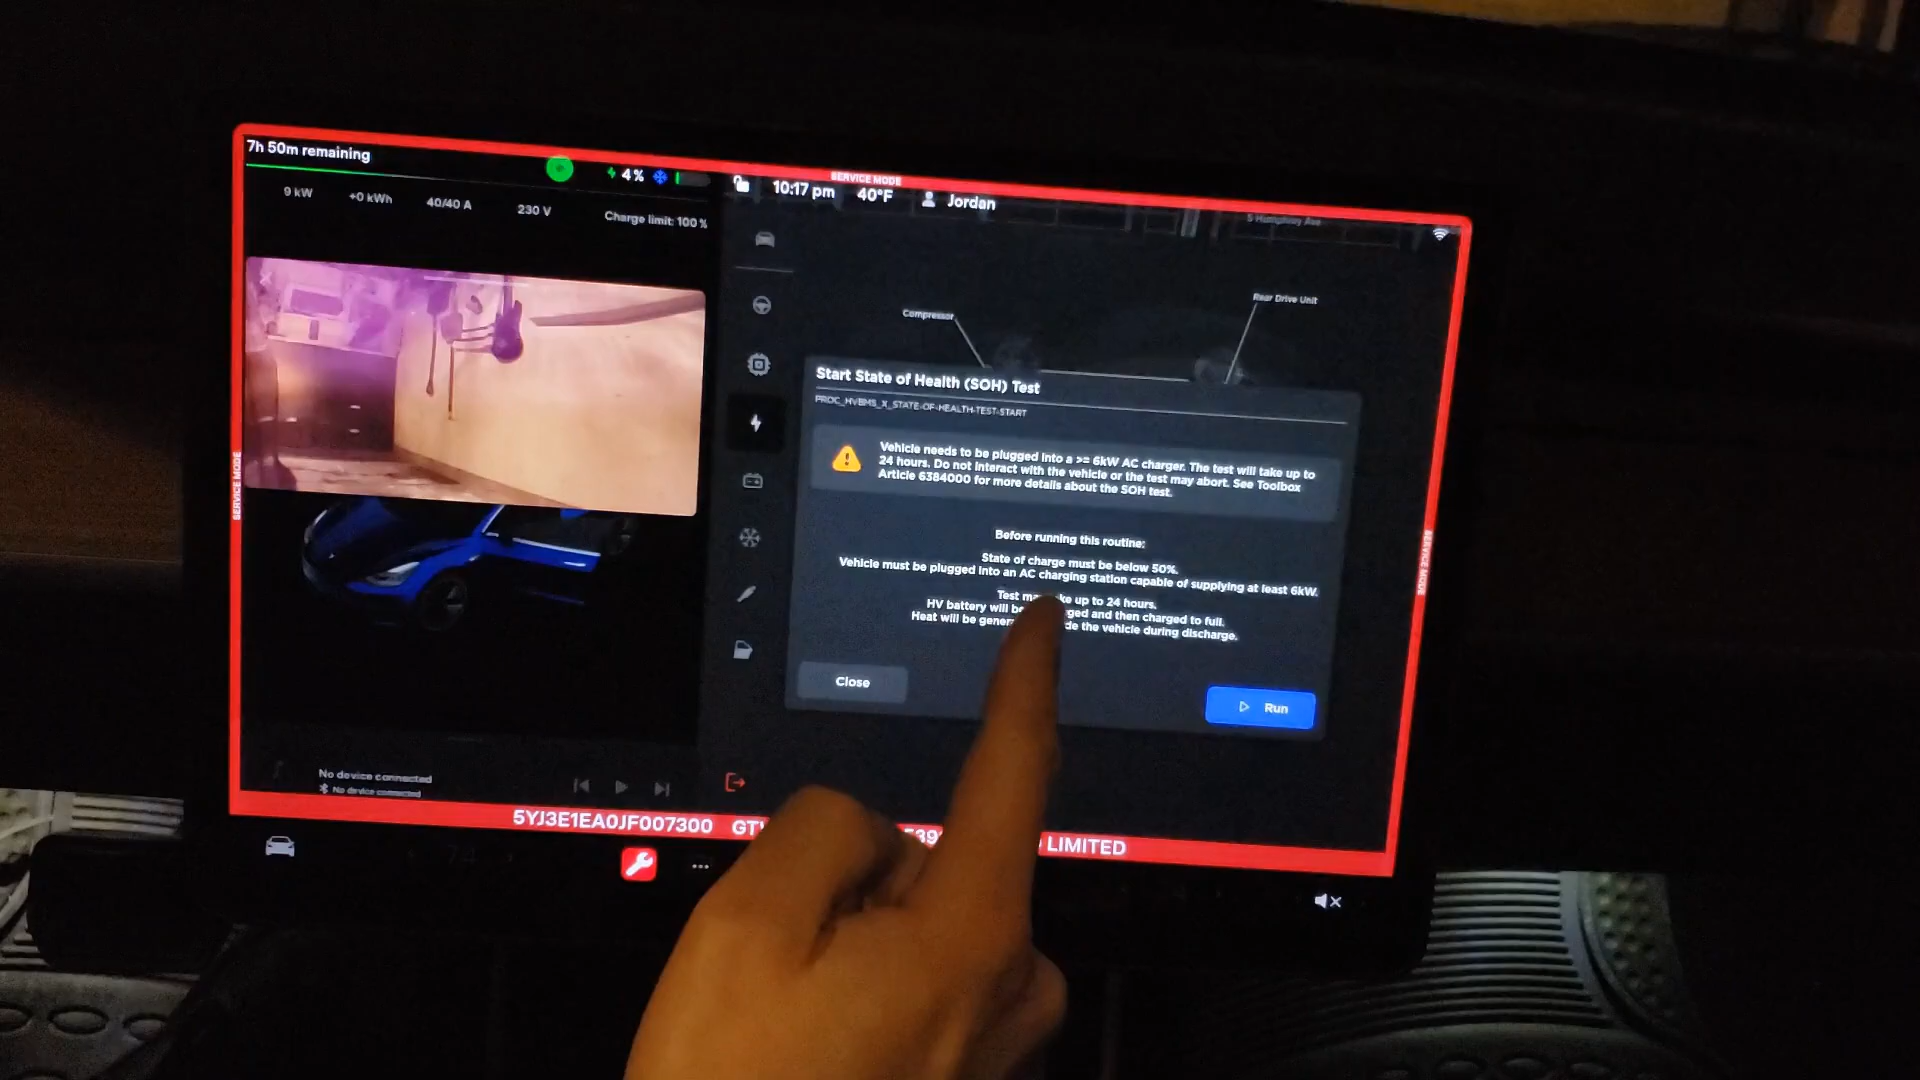 7h 50m remaining
9 kW
+0 kWh
40/40 A
230 V
4%
Charge limit: 100%
SERVICE MODE
10:17 pm
40°F
Jordan
Compressor
Rear Drive Unit
Start State of Health (SOH) Test
PROC_HVBMS_X_STATE-OF-HEALTH-TEST-START
Vehicle needs to be plugged into a >= 6kW AC charger. The test will take up to
24 hours. Do not interact with the vehicle or the test may abort. See Toolbox
Article 6384000 for more details about the SOH test.
Before running this routine:
State of charge must be below 50%.
Vehicle must be plugged into an AC charging station capable of supplying at least 6kW.
Test up to 24 hours.
HV battery will and then charged to full.
Heat will be the vehicle during discharge.
Close
Run
SERVICE MODE
SERVICE MODE
No device connected
No device connected
5YJ3E1EA0JF007300 LIMITED